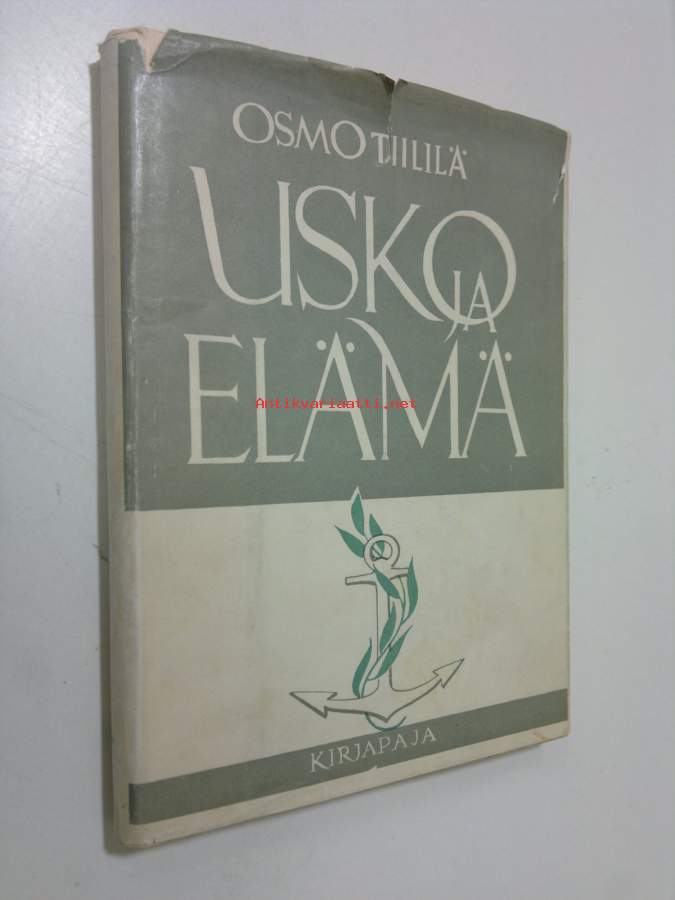 OSMO TIILILÄ
USKO
JA
ELÄMÄ
Antikvariaatti.net
KIRJAPAJA